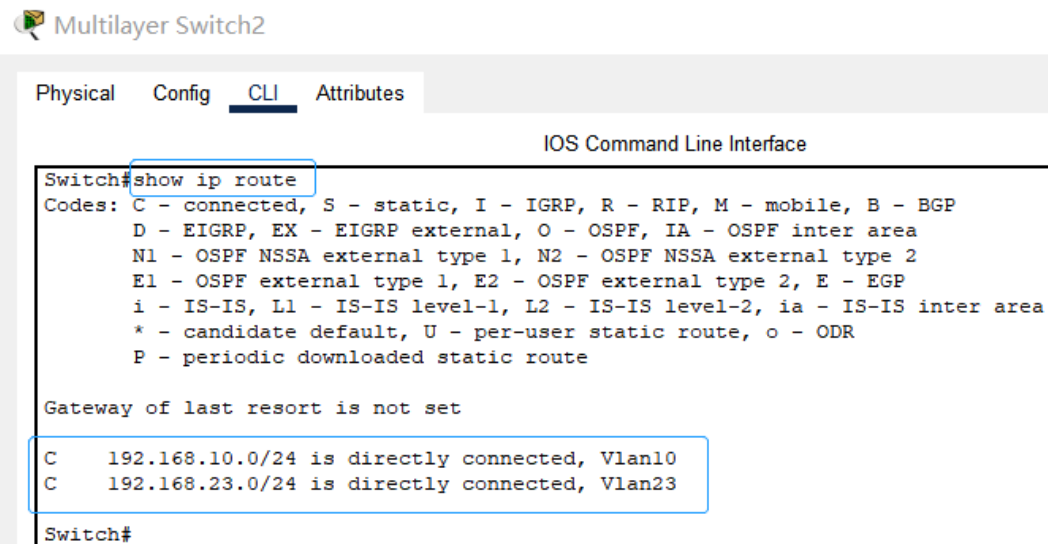 Multilayer Switch2
Physical Config CLI Attributes
IOS Command Line Interface
Switch#show ip route
Codes: C - connected, S - static, I - IGRP, R - RIP, M - mobile, B - BGP
D - EIGRP, EX - EIGRP external, O - OSPF, IA - OSPF inter area
N1 - OSPF NSSA external type 1, N2 - OSPF NSSA external type 2
E1 - OSPF external type 1, E2 - OSPF external type 2, E - EGP
i - IS-IS, L1 - IS-IS level-1, L2 - IS-IS level-2, ia - IS-IS inter area
* - candidate default, U - per-user static route, o - ODR
P - periodic downloaded static route
Gateway of last resort is not set
C 192.168.10.0/24 is directly connected, Vlan10
C 192.168.23.0/24 is directly connected, Vlan23
Switch#